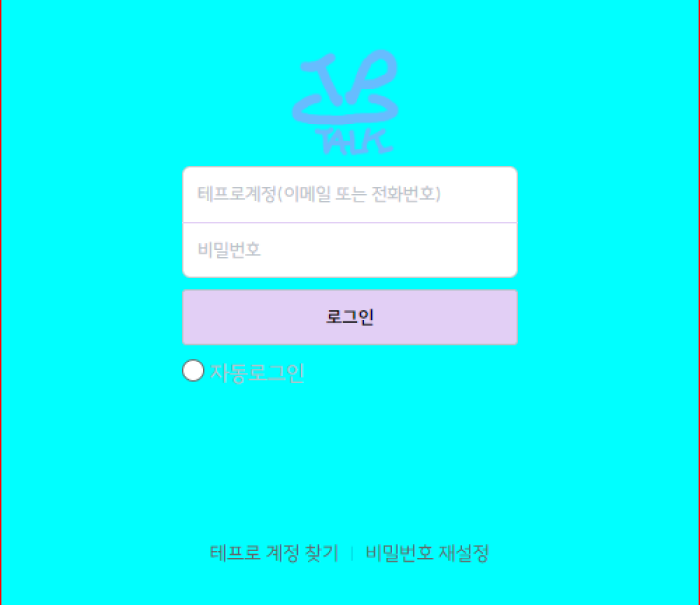 TP
TALK
테프로계정(이메일 또는 전화번호)
비밀번호
로그인
자동로그인
테프로 계정 찾기 | 비밀번호 재설정